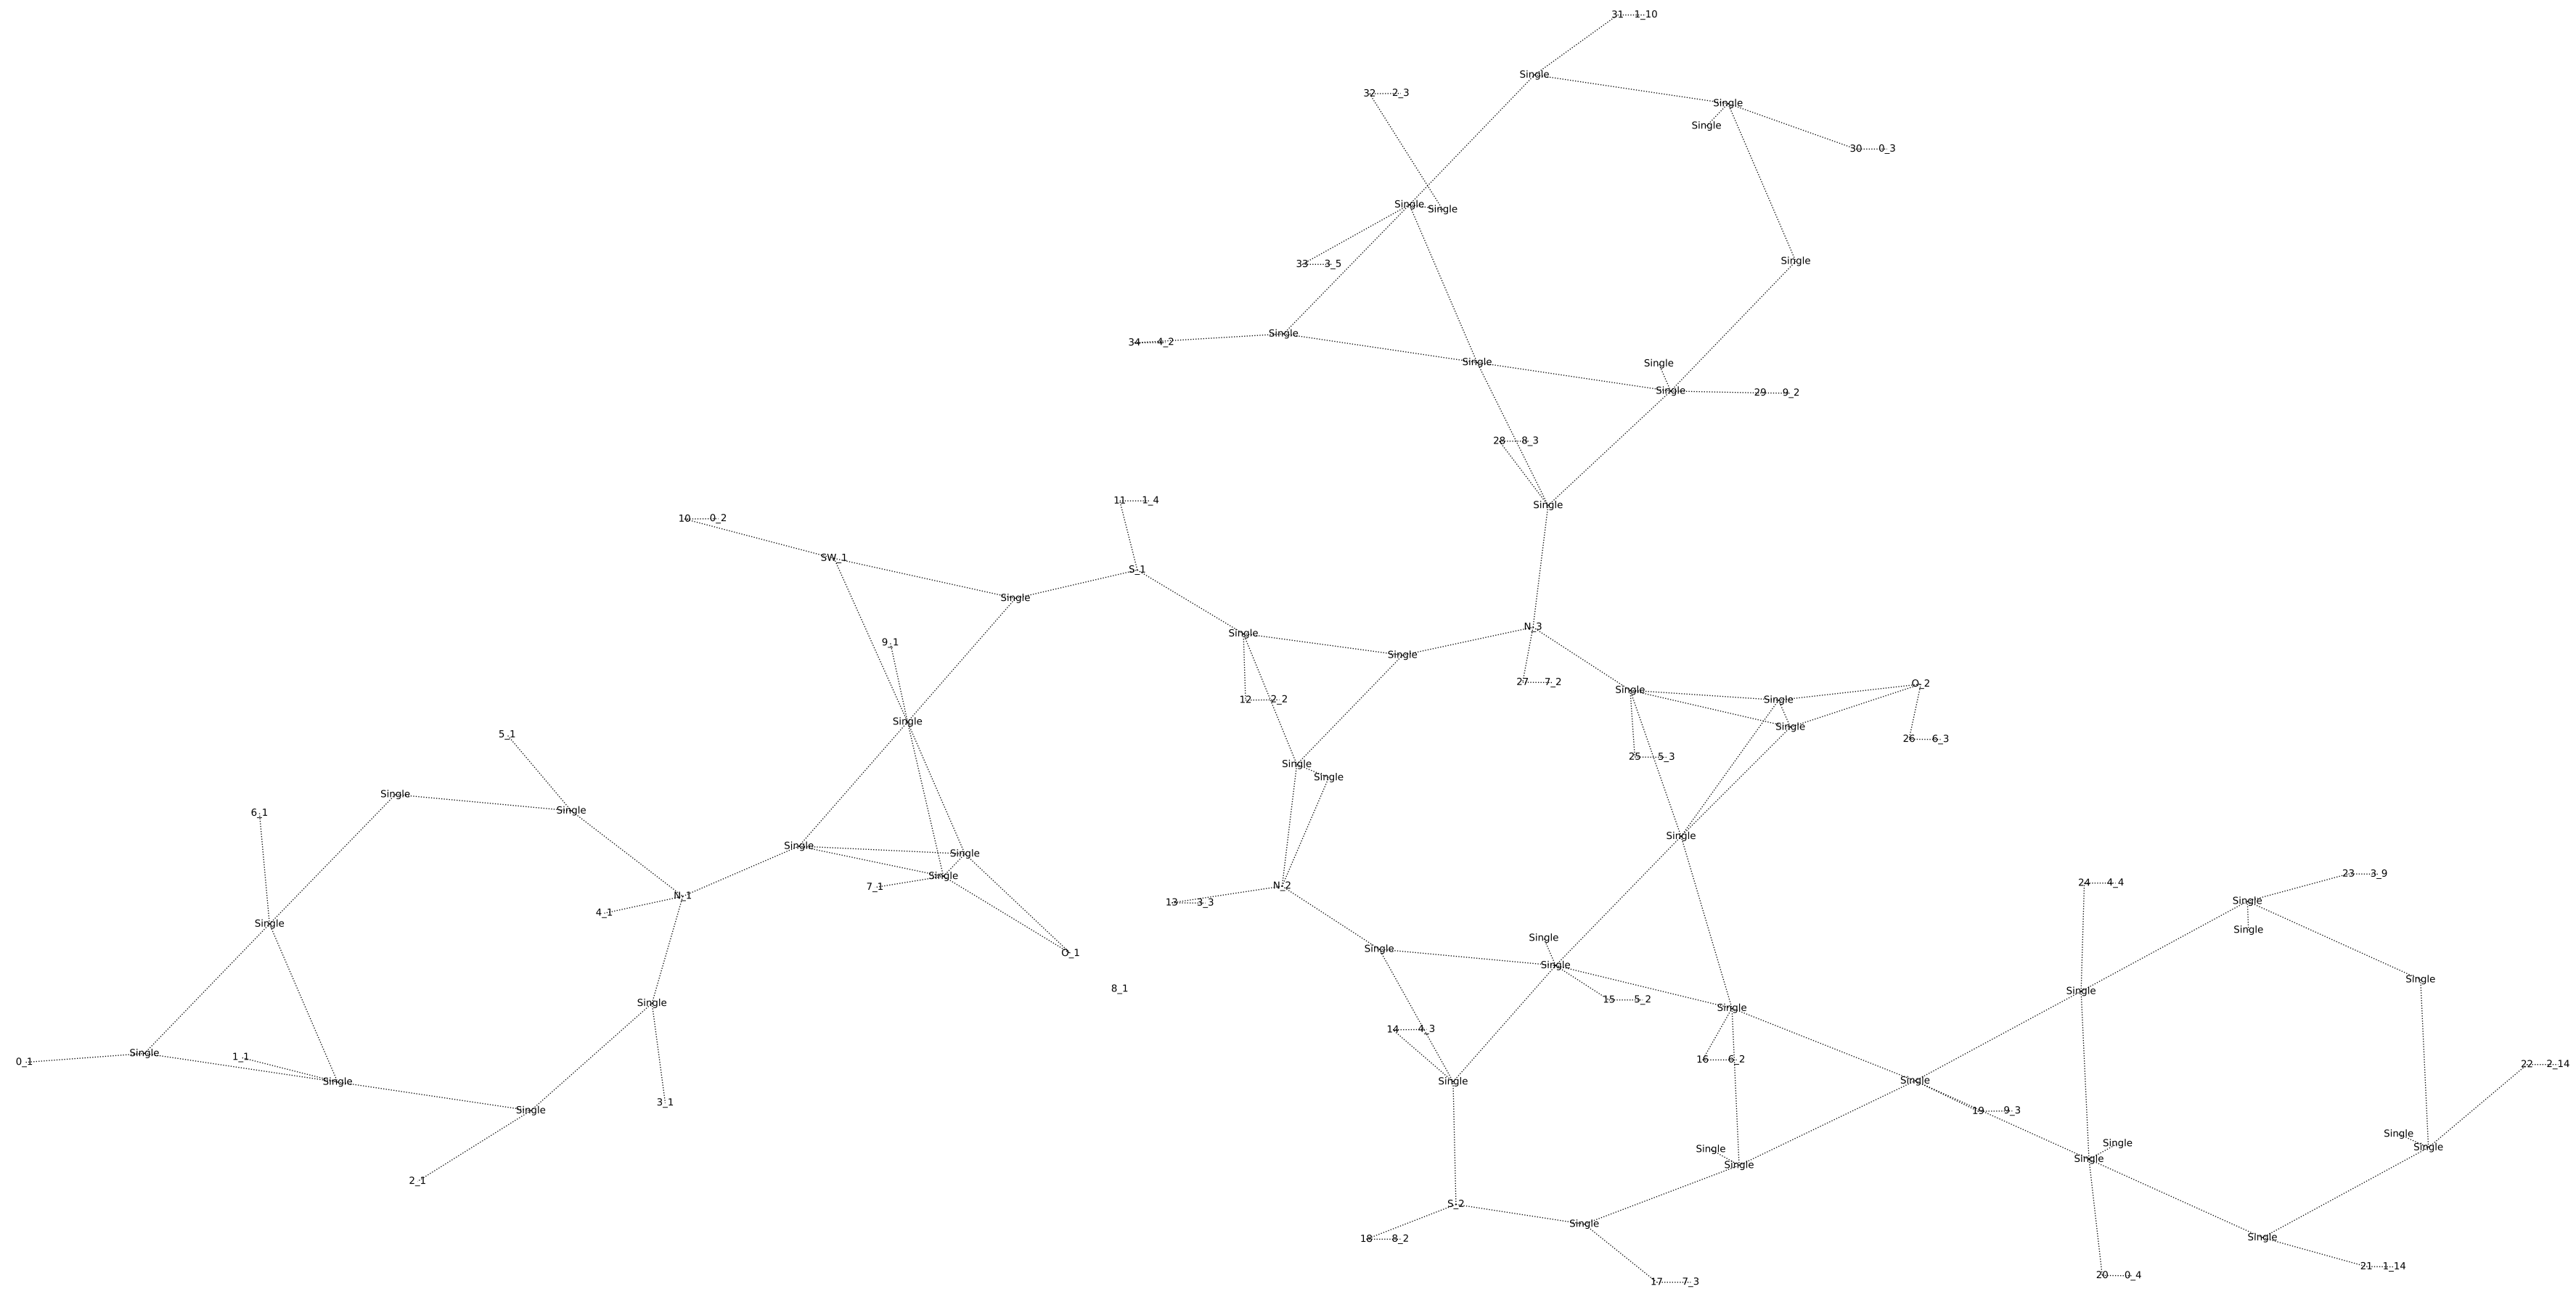 31 1_10
Single
32 2_3
Single
Single
30 0_3
Single
Single
Single
33 3_5
Single
34 4_2
Single
Single
Single
29 9_2
28 8_3
11 1_4
Single
10 0_2
SW_1
S_1
Single
N_3
Single
9_1
Single
27 7_2
O_2
Single
12 2_2
Single
Single
Single
5_1
26 6_3
25 5_3
Single
SIngle
Single
6_1
Single
Single
Single
Single
24 4_4
23 3_9
Single
7_1
N_2
N_1
Single
13 3_3
4_1
Single
Single
Single
Single
O_1
Single
Single
8_1
Single
15 5_2
Single
Single
14 4_3
Single
1_1
0_1
16 6_2
22 2_14
Single
Single
Single
3_1
Single
19 9_3
Single
Single
Single
Single
Single
Single
2_1
S_2
Single
18 8_2
Single
21 1_14
20 0_4
17 7_3